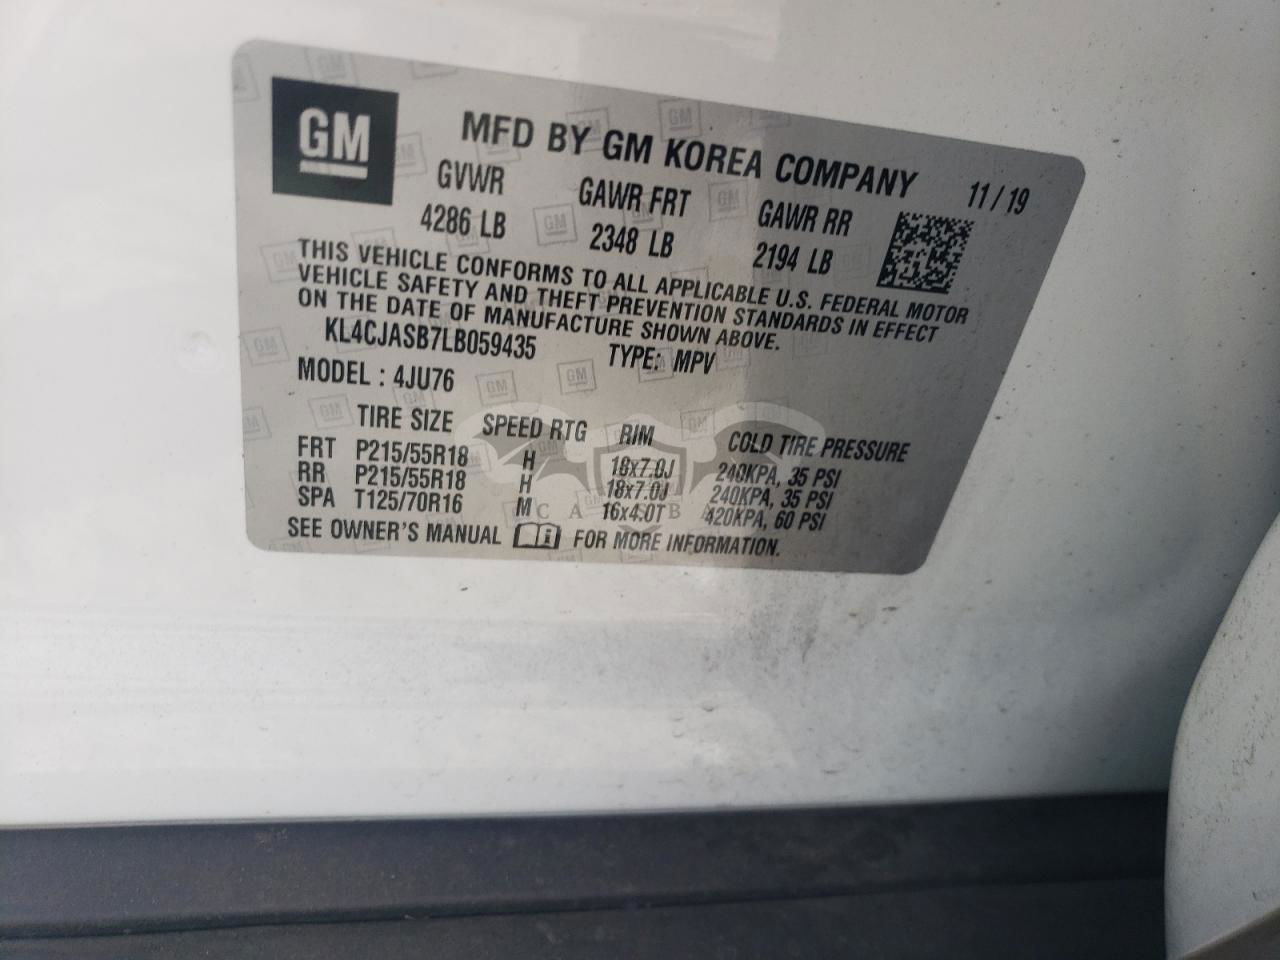 GM
MFD BY GM KOREA COMPANY 11 / 19
GVWR GAWR FRT GAWR RR
4286 LB 2348 LB 2194 LB
THIS VEHICLE CONFORMS TO ALL APPLICABLE U.S. FEDERAL MOTOR
VEHICLE SAFETY AND THEFT PREVENTION STANDARDS IN EFFECT
ON THE DATE OF MANUFACTURE SHOWN ABOVE.
KL4CJASB7LB059435 TYPE: MPV
MODEL : 4JU76
TIRE SIZE SPEED RTG RIM COLD TIRE PRESSURE
FRT P215/55R18 H 18x7.0J 240KPA, 35 PSI
RR P215/55R18 H 18x7.0J 240KPA, 35 PSI
SPA T125/70R16 M 16x4.0T 420KPA, 60 PSI
SEE OWNER'S MANUAL i FOR MORE INFORMATION.